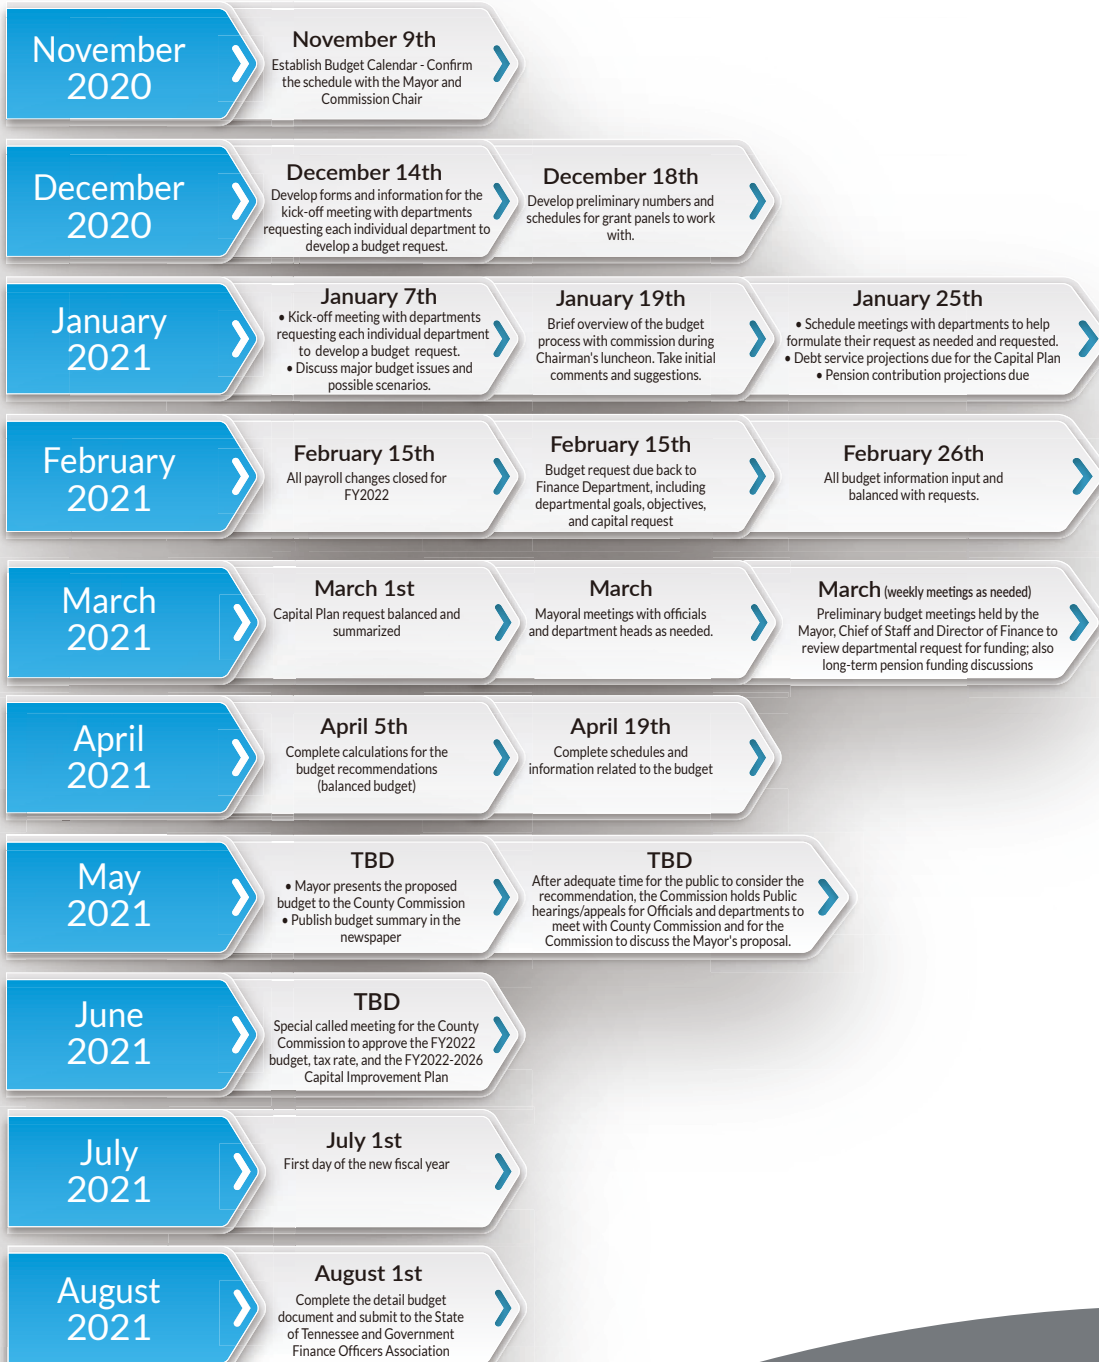 November
2020
November 9th
Establish Budget Calendar - Confirm
the schedule with the Mayor and
Commission Chair
December
2020
December 14th
Develop forms and information for the
kick-off meeting with departments
requesting each individual department to
develop a budget request.
December 18th
Develop preliminary numbers and
schedules for grant panels to work
with.
January
2021
January 7th
• Kick-off meeting with departments
requesting each individual department
to develop a budget request.
• Discuss major budget issues and
possible scenarios.
January 19th
Brief overview of the budget
process with commission during
Chairman's luncheon. Take initial
comments and suggestions.
January 25th
• Schedule meetings with departments to help
formulate their request as needed and requested.
• Debt service projections due for the Capital Plan
• Pension contribution projections due
February
2021
February 15th
All payroll changes closed for
FY2022
February 15th
Budget request due back to
Finance Department, including
departmental goals, objectives,
and capital request
February 26th
All budget information input and
balanced with requests.
March
2021
March 1st
Capital Plan request balanced and
summarized
March
Mayoral meetings with officials
and department heads as needed.
March (weekly meetings as needed)
Preliminary budget meetings held by the
Mayor, Chief of Staff and Director of Finance to
review departmental request for funding; also
long-term pension funding discussions
April
2021
April 5th
Complete calculations for the
budget recommendations
(balanced budget)
April 19th
Complete schedules and
information related to the budget
May
2021
TBD
• Mayor presents the proposed
budget to the County Commission
• Publish budget summary in the
newspaper
TBD
After adequate time for the public to consider the
recommendation, the Commission holds Public
hearings/appeals for Officials and departments to
meet with County Commission and for the
Commission to discuss the Mayor's proposal.
June
2021
TBD
Special called meeting for the County
Commission to approve the FY2022
budget, tax rate, and the FY2022-2026
Capital Improvement Plan
July
2021
July 1st
First day of the new fiscal year
August
2021
August 1st
Complete the detail budget
document and submit to the State
of Tennessee and Government
Finance Officers Association